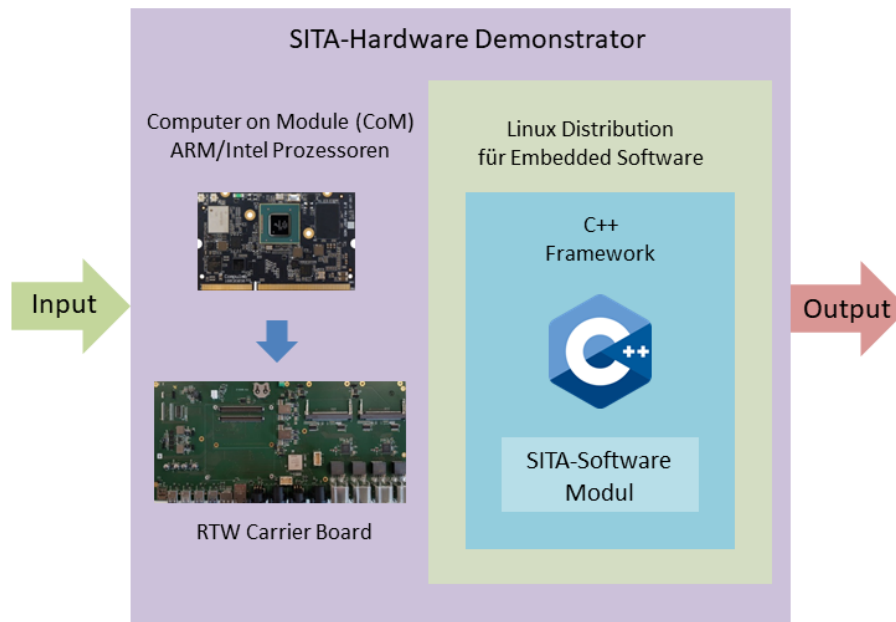 SITA-Hardware Demonstrator
Computer on Module (CoM)
ARM/Intel Prozessoren
Linux Distribution
für Embedded Software
C++
Framework
Input
Output
C++
SITA-Software
Modul
RTW Carrier Board